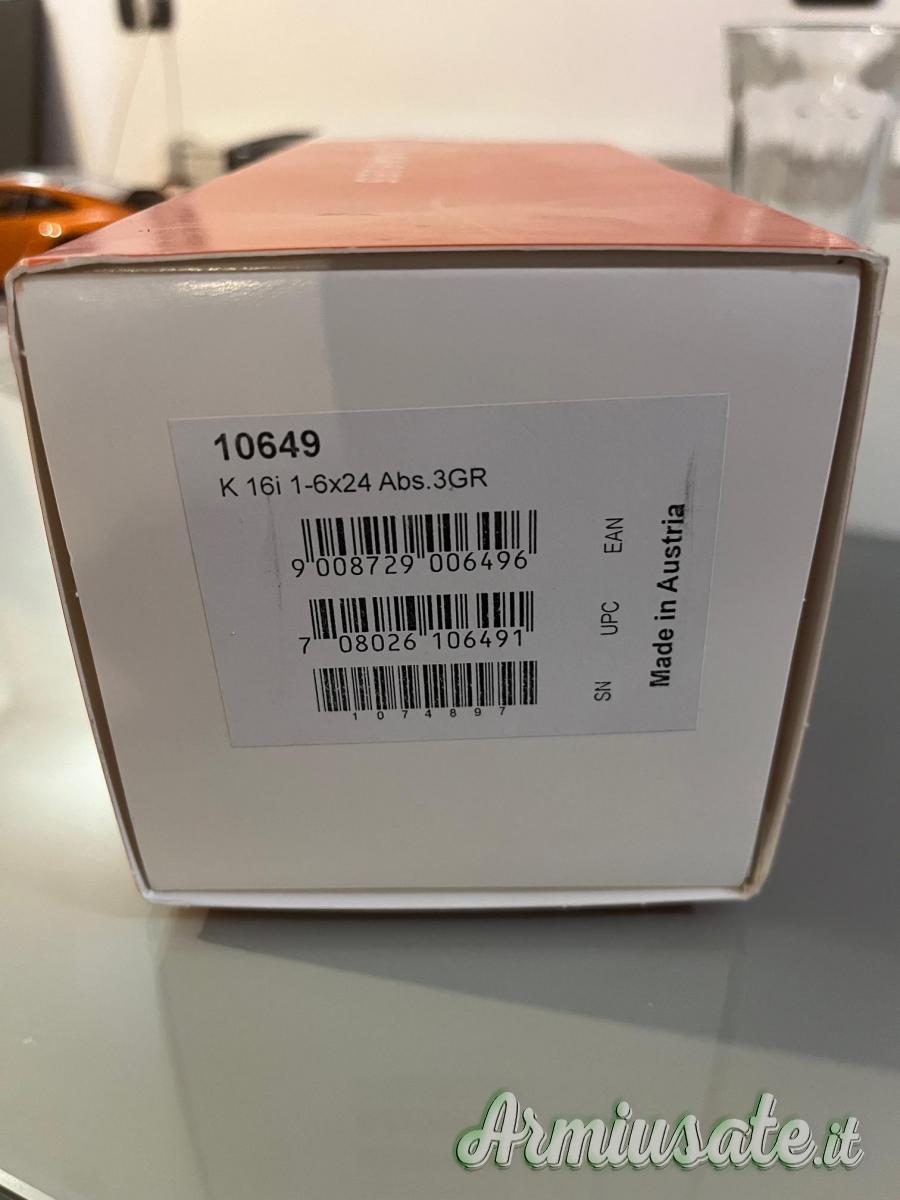 10649
K 16i 1-6x24 Abs.3GR
9 008729 006496
EAN
7 08026 106491
UPC
1074897
SN
Made in Austria
Armiusate.it